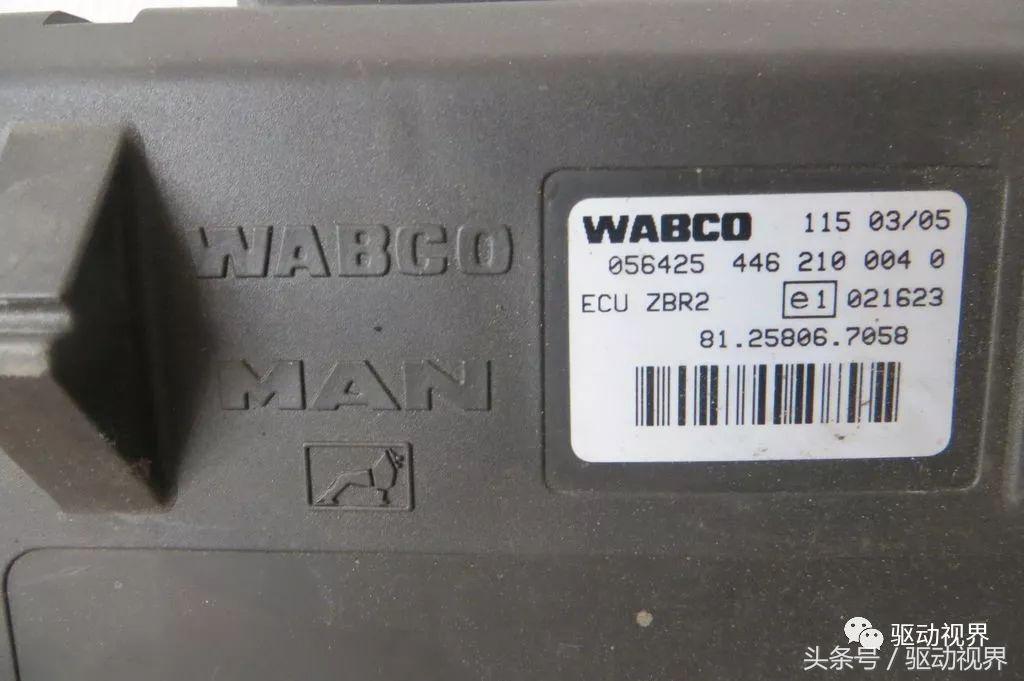 WABCO
MAN
WABCO 115 03/05
056425 446 210 004 0
ECU ZBR2 e1 021623
81.25806.7058
驱动视界
头条号 / 驱动视界